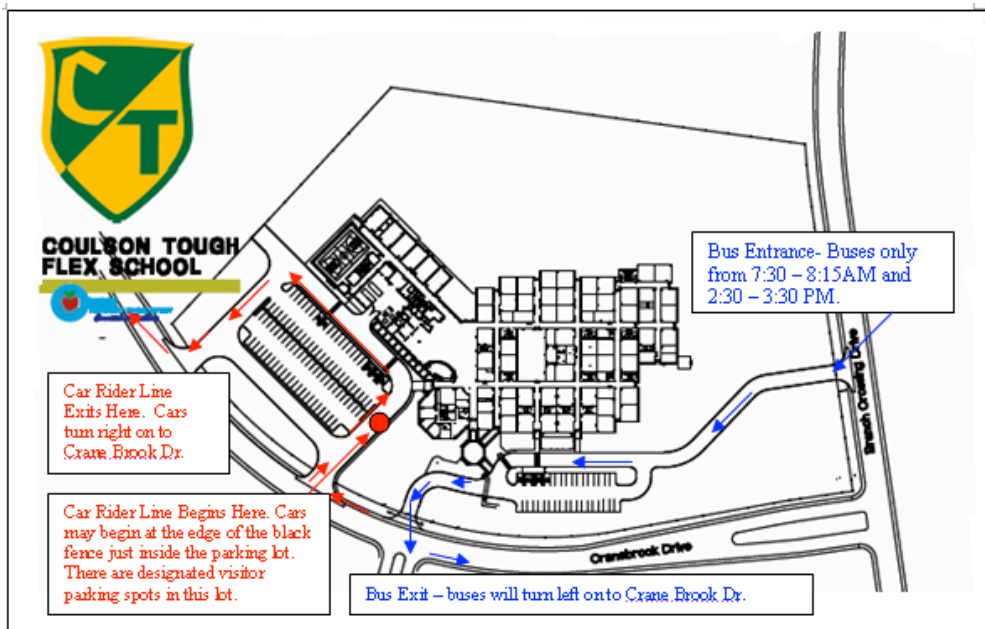 CT
COULSON TOUGH
FLEX SCHOOL
Bus Entrance- Buses only
from 7:30 – 8:15AM and
2:30 – 3:30 PM.
Branch Crossing Drive
Car Rider Line
Exits Here. Cars
turn right on to
Crane Brook Dr.
Car Rider Line Begins Here. Cars
may begin at the edge of the black
fence just inside the parking lot.
There are designated visitor
parking spots in this lot.
Cransbrook Drive
Bus Exit – buses will turn left on to Crane Brook Dr.